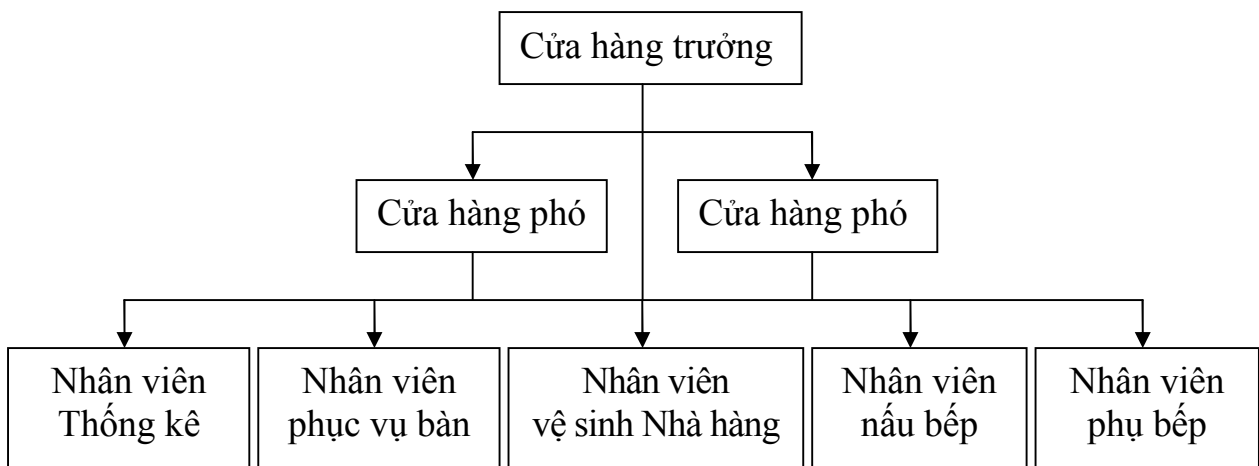 Cửa hàng trưởng
Cửa hàng phó
Cửa hàng phó
Nhân viên
Thống kê
Nhân viên
phục vụ bàn
Nhân viên
vệ sinh Nhà hàng
Nhân viên
nấu bếp
Nhân viên
phụ bếp